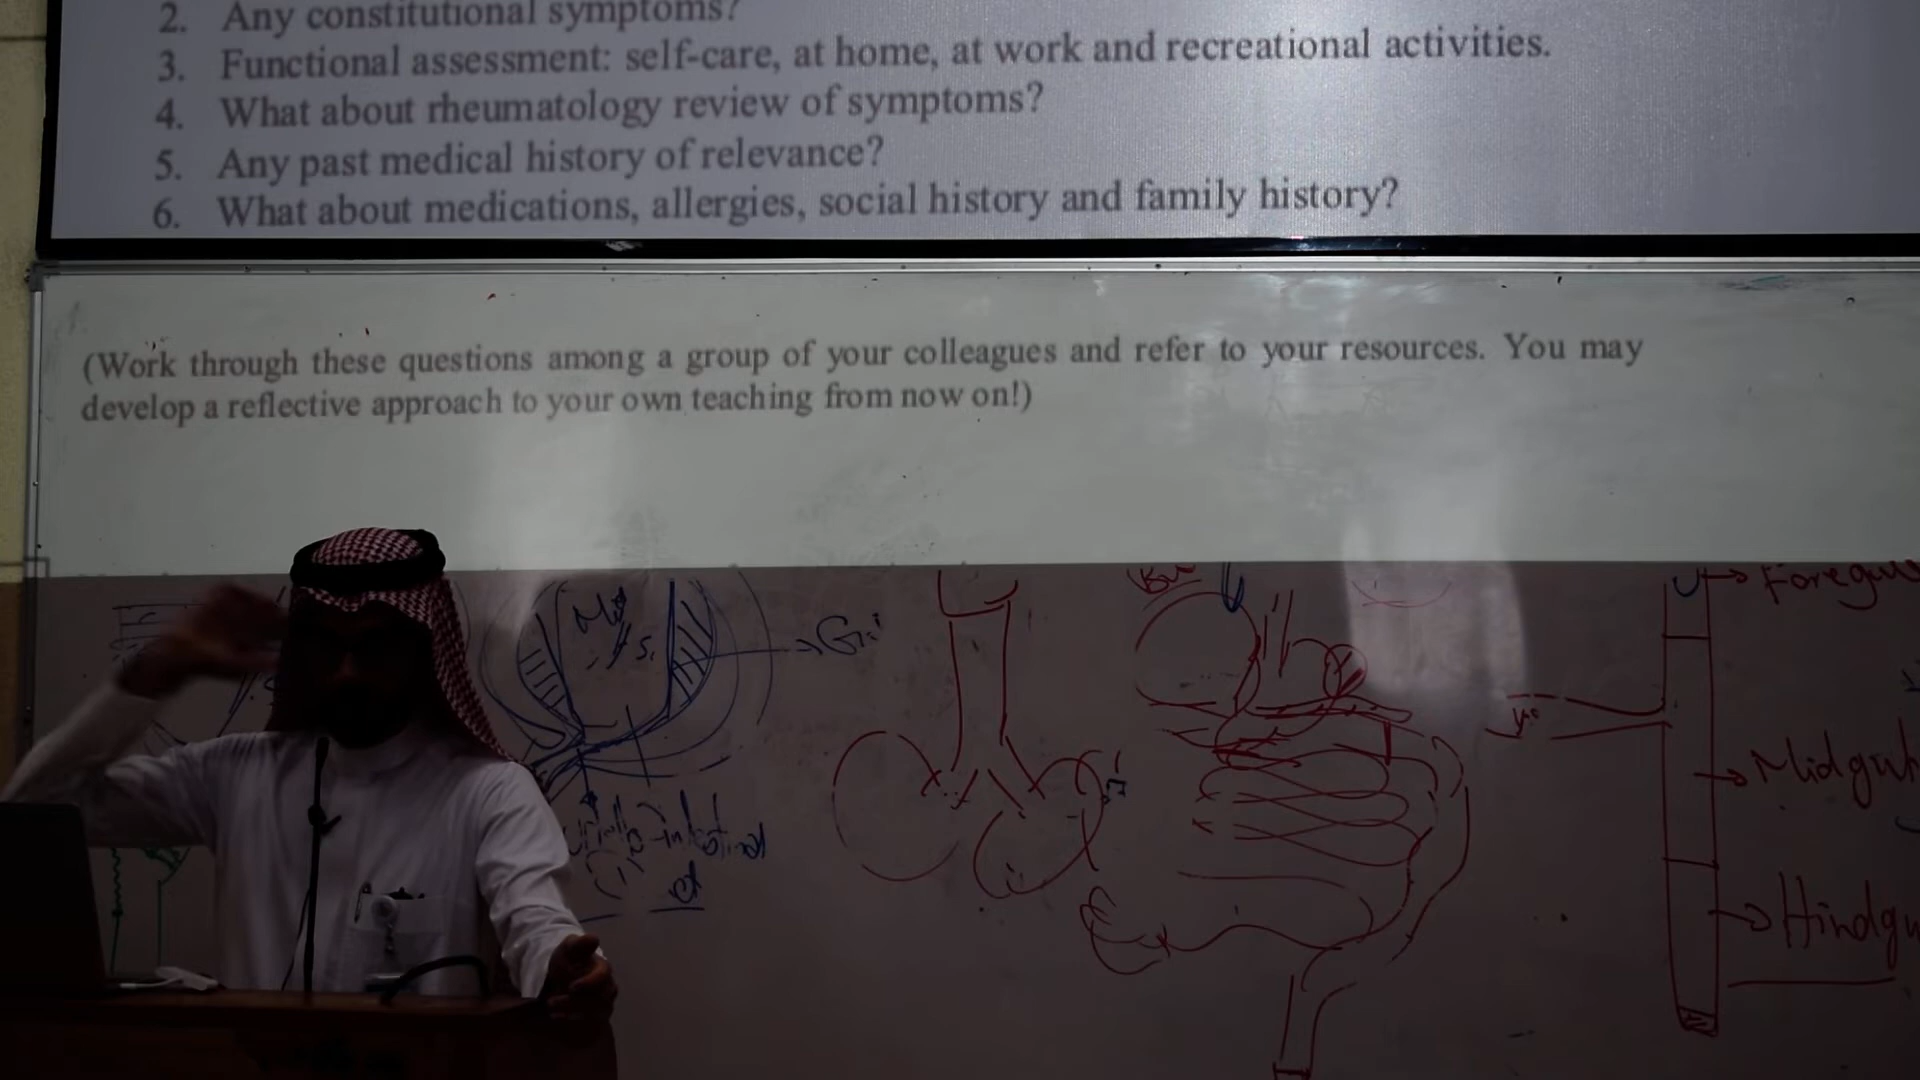 2. Any constitutional symptoms?
3. Functional assessment: self-care, at home, at work and recreational activities.
4. What about rheumatology review of symptoms?
5. Any past medical history of relevance?
6. What about medications, allergies, social history and family history?
(Work through these questions among a group of your colleagues and refer to your resources. You may
develop a reflective approach to your own teaching from now on!)
Foregu
Midgut
Hindgu